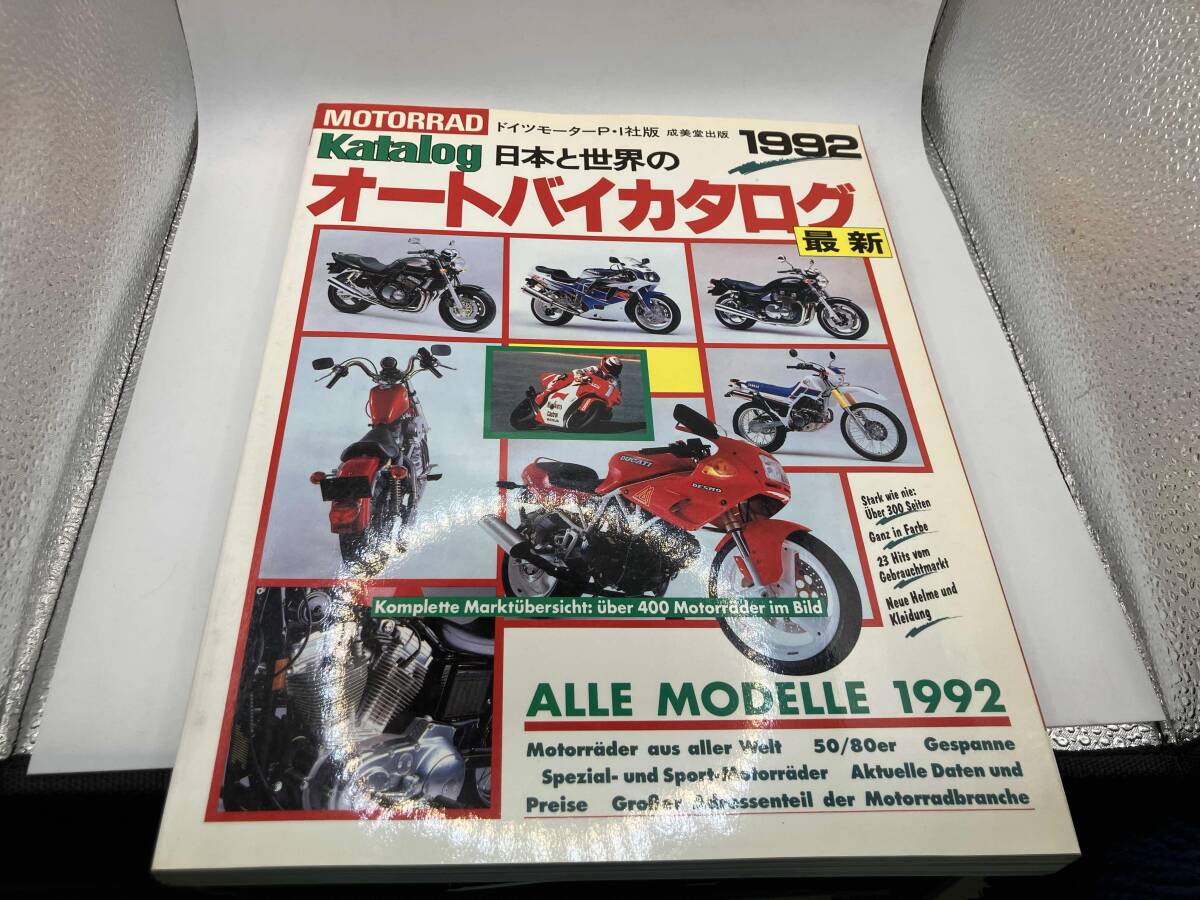 MOTORRAD
ドイツモーターP・I社版 成美堂出版
1992
Katalog
日本と世界の
オートバイカタログ
最新
DUCATI
DESMO
Stark wie nie:
Über 300 Seiten
Ganz in Farbe
23 Hits vom
Gebrauchtmarkt
Neue Helme und
Kleidung
Komplette Marktübersicht: über 400 Motorräder im Bild
ALLE MODELLE 1992
Motorräder aus aller Welt 50/80er Gespanne
Spezial- und Sport-Motorräder Aktuelle Daten und
Preise Großer Adressenteil der Motorradbranche